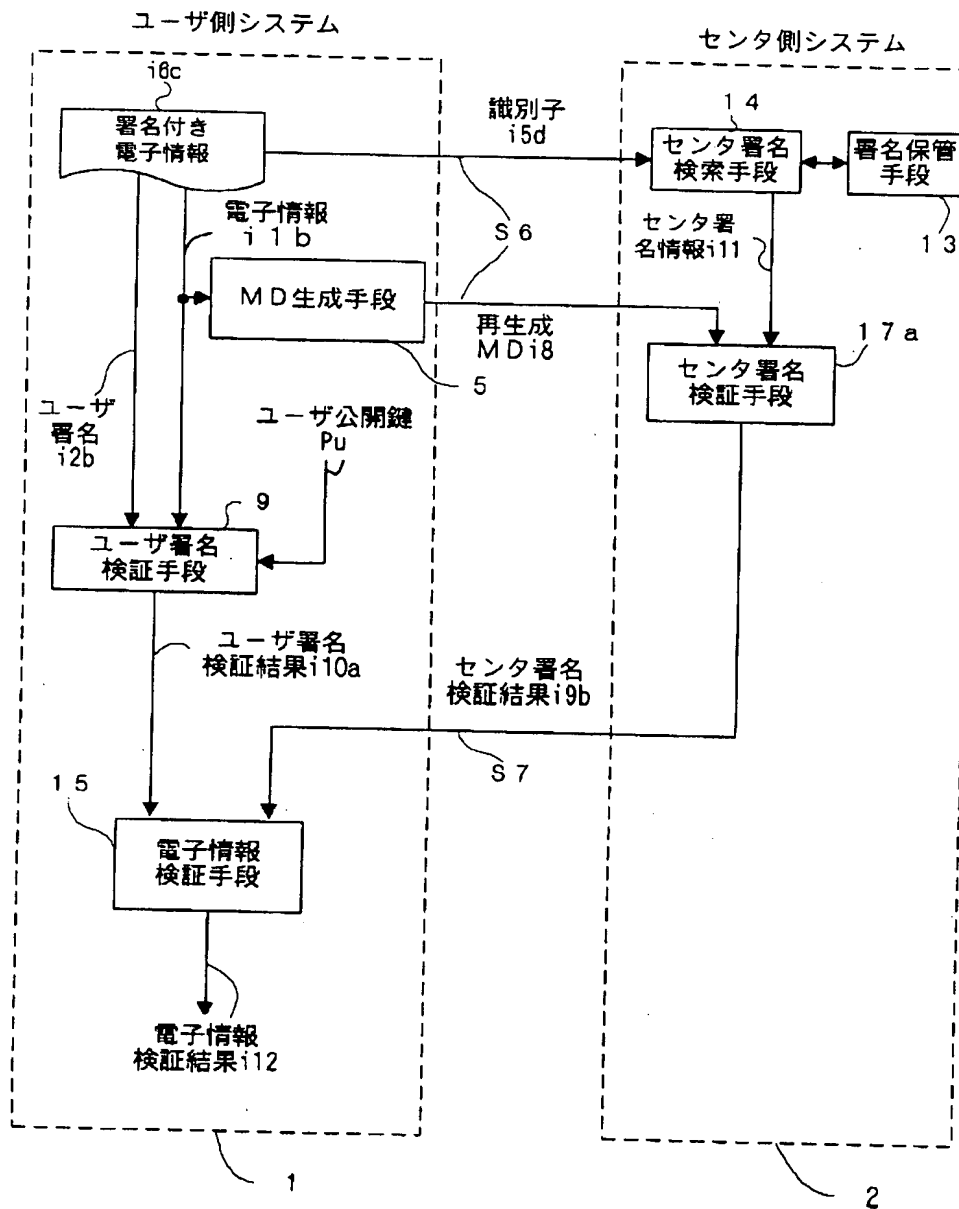 ユーザ側システム
センタ側システム
i6c
署名付き
電子情報
識別子
i5d
14
センタ署名
検索手段
署名保管
手段
13
電子情報
i1b
S6
センタ署
名情報i11
MD生成手段
5
再生成
MDi8
17a
センタ署名
検証手段
ユーザ
署名
i2b
ユーザ公開鍵
Pu
9
ユーザ署名
検証手段
ユーザ署名
検証結果i10a
センタ署名
検証結果i9b
S7
15
電子情報
検証手段
電子情報
検証結果i12
1
2